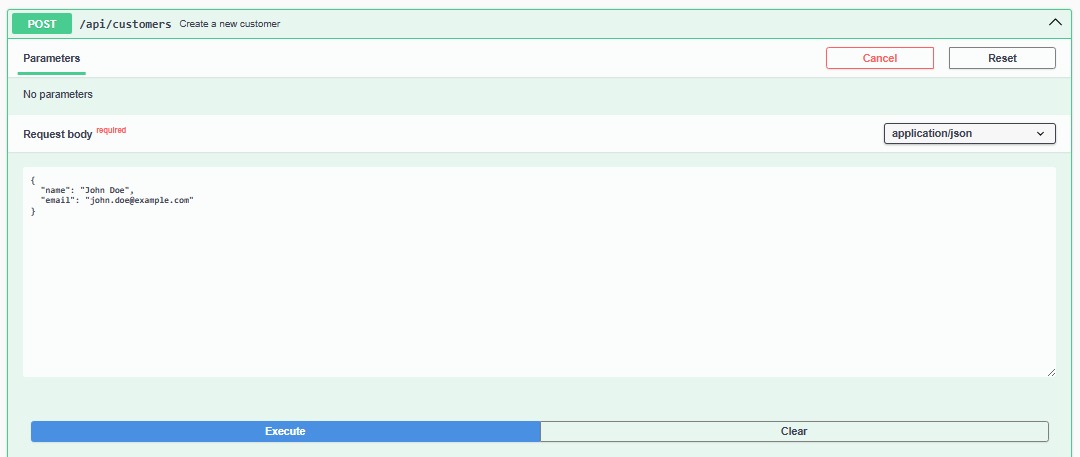 POST /api/customers Create a new customer
Parameters Cancel Reset
No parameters
Request body required application/json
{
  "name": "John Doe",
  "email": "john.doe@example.com"
}
Execute Clear